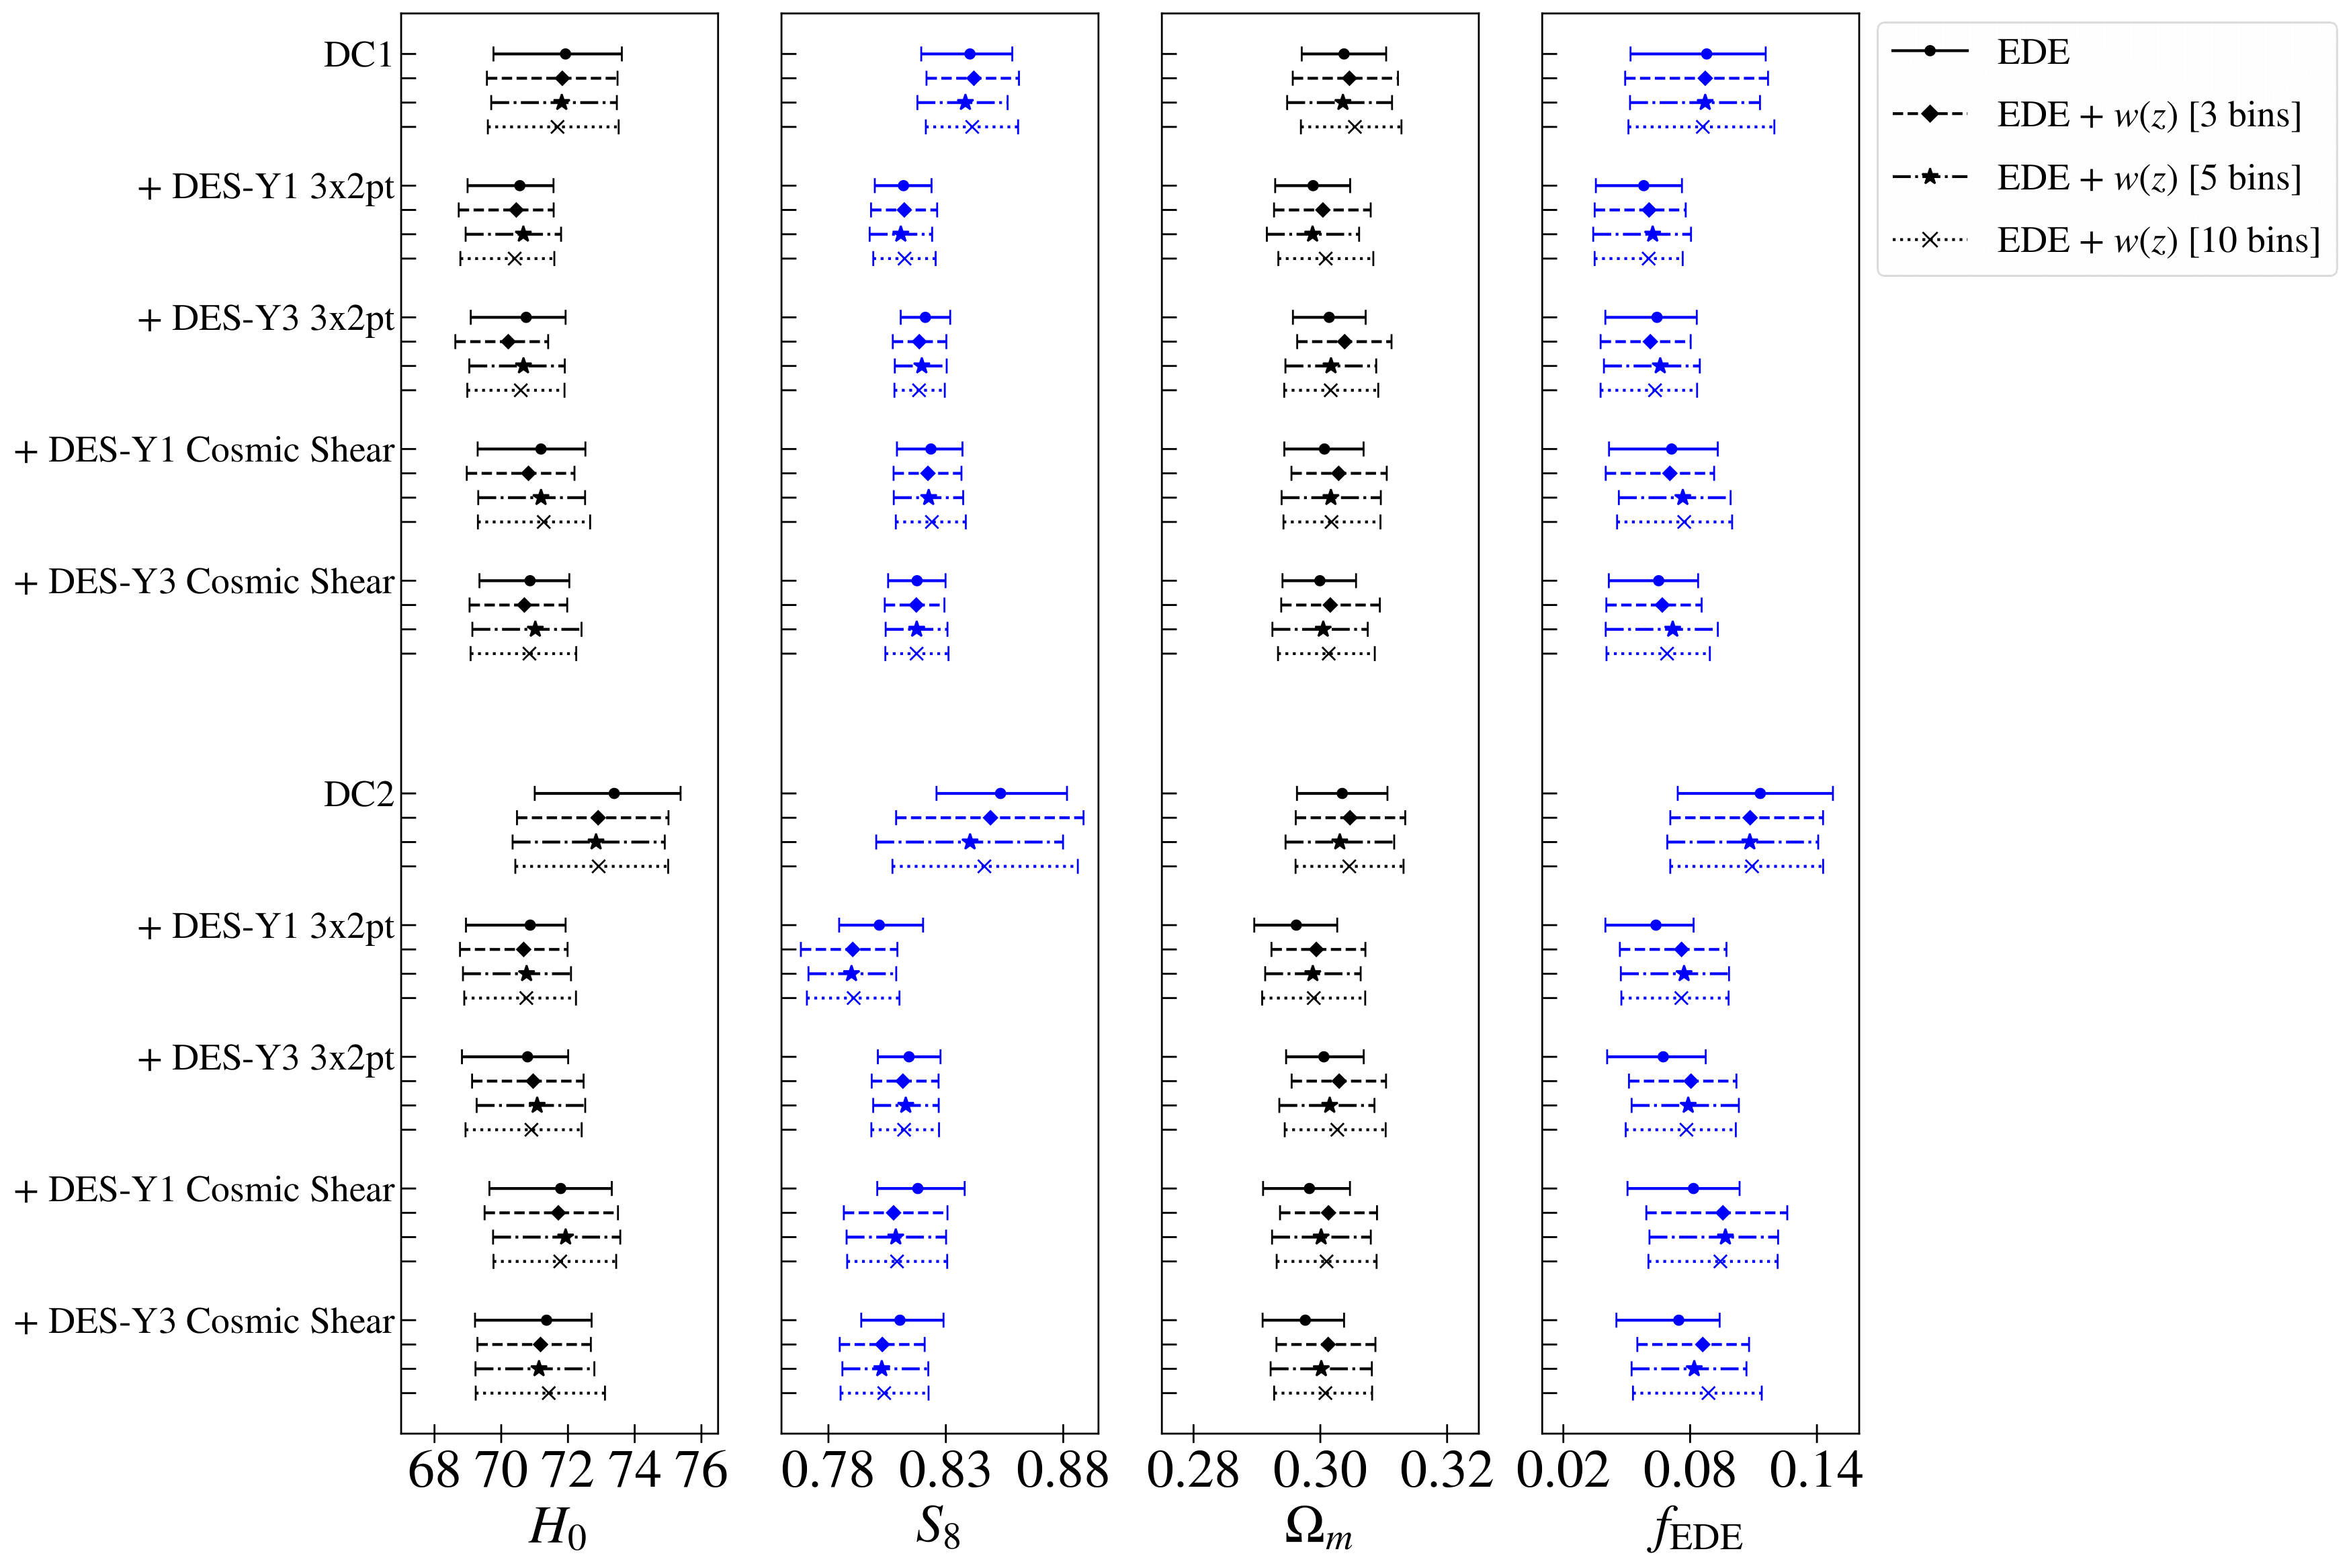 DC1
+ DES-Y1 3x2pt
+ DES-Y3 3x2pt
+ DES-Y1 Cosmic Shear
+ DES-Y3 Cosmic Shear
DC2
+ DES-Y1 3x2pt
+ DES-Y3 3x2pt
+ DES-Y1 Cosmic Shear
+ DES-Y3 Cosmic Shear
68 70 72 74 76
H₀
0.78 0.83 0.88
S₈
0.28 0.30 0.32
Ωₘ
0.02 0.08 0.14
f_EDE
EDE
EDE + w(z) [3 bins]
EDE + w(z) [5 bins]
EDE + w(z) [10 bins]